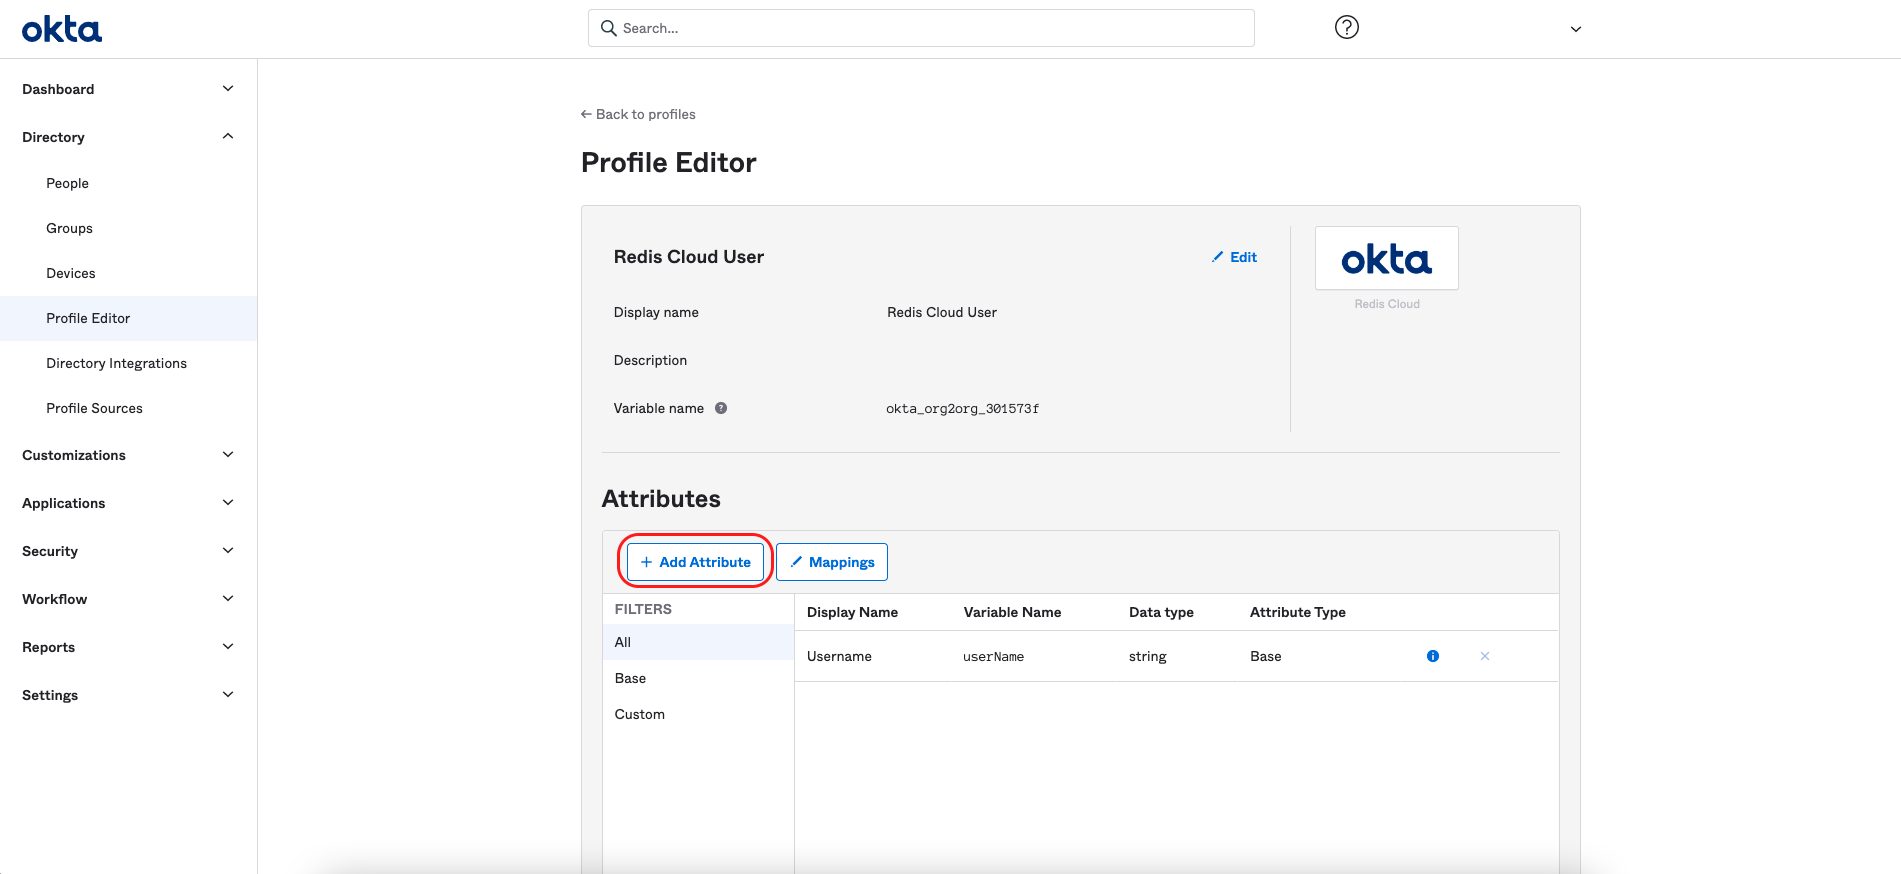 okta
Search...
Dashboard
Directory
People
Groups
Devices
Profile Editor
Directory Integrations
Profile Sources
Customizations
Applications
Security
Workflow
Reports
Settings
← Back to profiles
Profile Editor
Redis Cloud User
Edit
okta
Redis Cloud
Display name Redis Cloud User
Description
Variable name okta_org2org_301573f
Attributes
+ Add Attribute Mappings
FILTERS
All
Base
Custom
Display Name Variable Name Data type Attribute Type
Username userName string Base